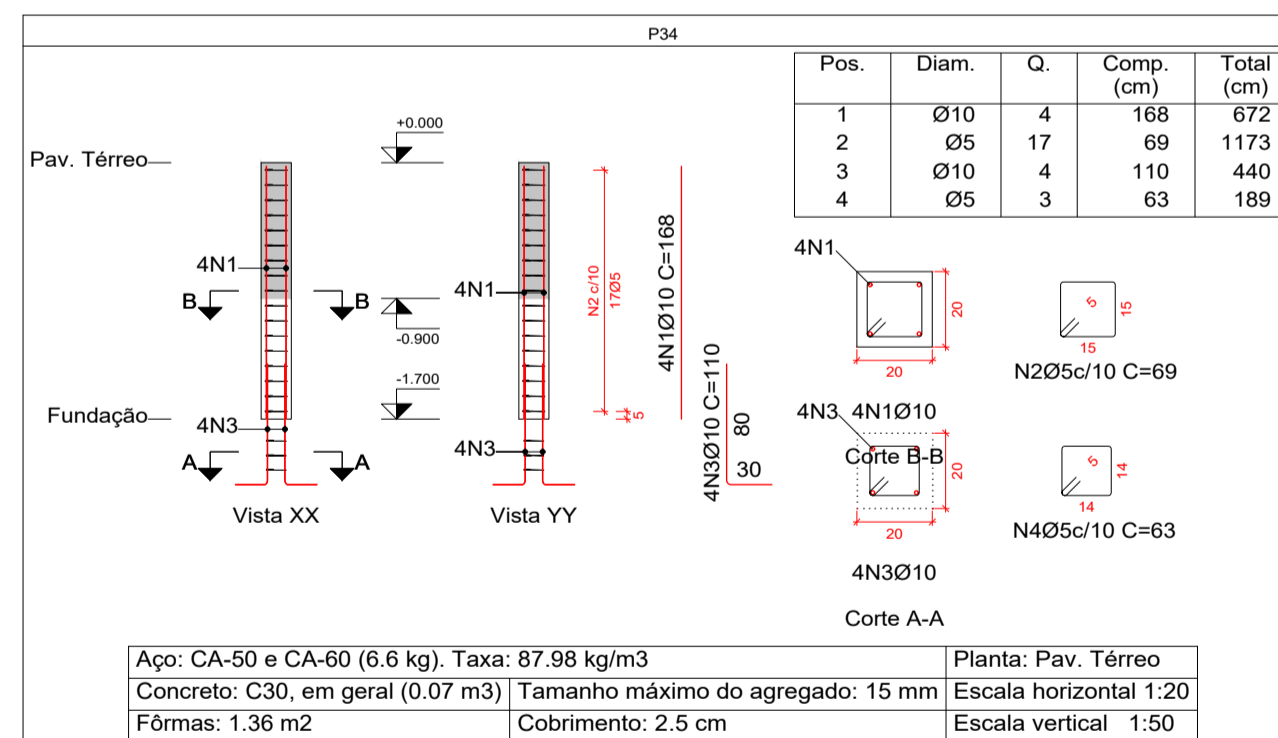 P34
Pos. Diam. Q. Comp. (cm) Total (cm)
1 Ø10 4 168 672
2 Ø5 17 69 1173
3 Ø10 4 110 440
4 Ø5 3 63 189
+0.000
Pav. Térreo
4N1
B B
4N1
-0.900
-1.700
Fundação
4N3
4N3
A A
Vista XX
Vista YY
N2 c/10
17Ø5
5
4N1Ø10 C=168
4N3Ø10 C=110
80
30
4N1
20
20
5
15
15
N2Ø5c/10 C=69
4N1Ø10
Corte B-B
4N3
20
20
5
14
14
N4Ø5c/10 C=63
4N3Ø10
Corte A-A
Aço: CA-50 e CA-60 (6.6 kg). Taxa: 87.98 kg/m3 Planta: Pav. Térreo
Concreto: C30, em geral (0.07 m3) Tamanho máximo do agregado: 15 mm Escala horizontal 1:20
Fôrmas: 1.36 m2 Cobrimento: 2.5 cm Escala vertical 1:50